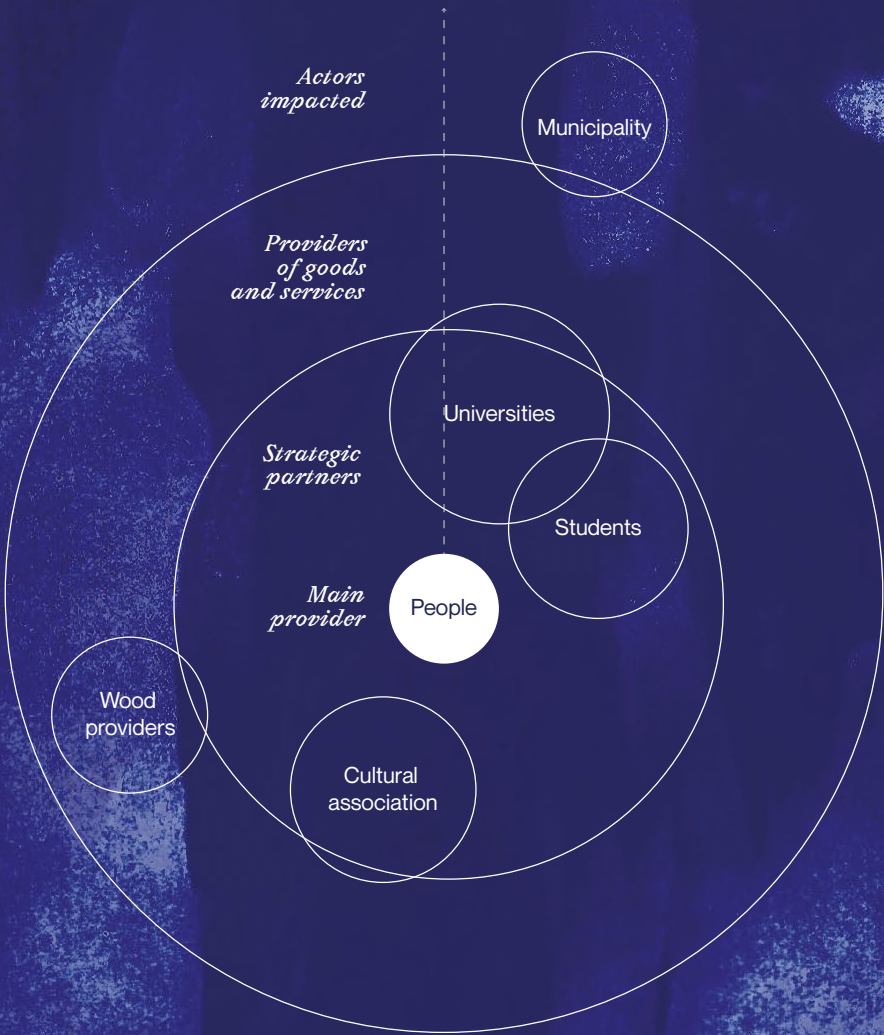 Actors
impacted
Municipality
Providers
of goods
and services
Universities
Strategic
partners
Students
Main
provider
People
Wood
providers
Cultural
association